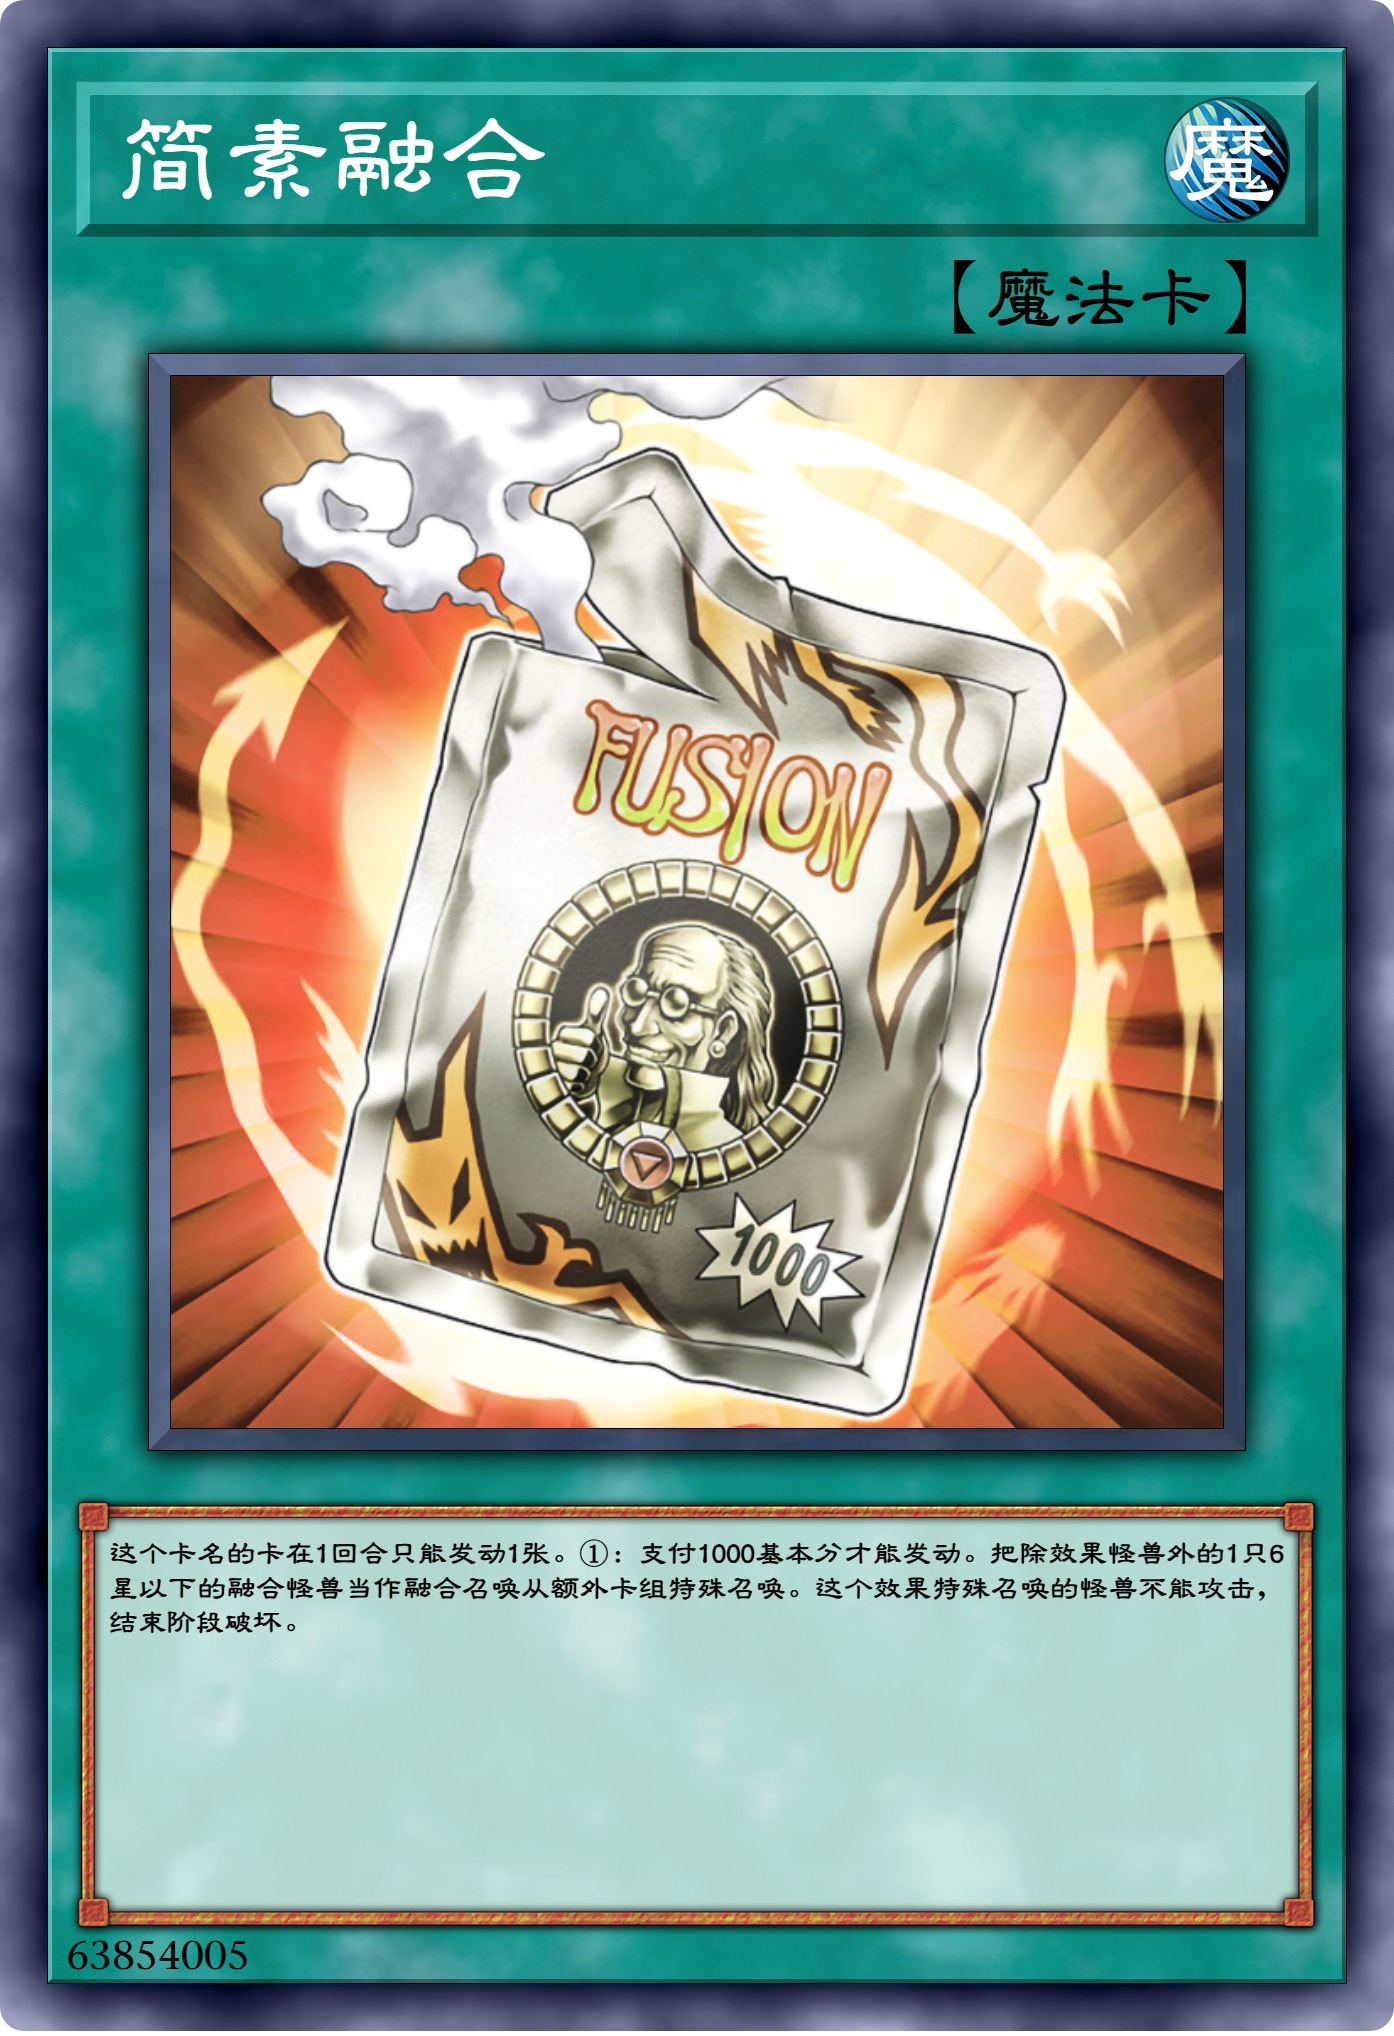 简素融合
魔
【魔法卡】
FUSION
1000
这个卡名的卡在1回合只能发动1张。①：支付1000基本分才能发动。把除效果怪兽外的1只6
星以下的融合怪兽当作融合召唤从额外卡组特殊召唤。这个效果特殊召唤的怪兽不能攻击，
结束阶段破坏。
63854005